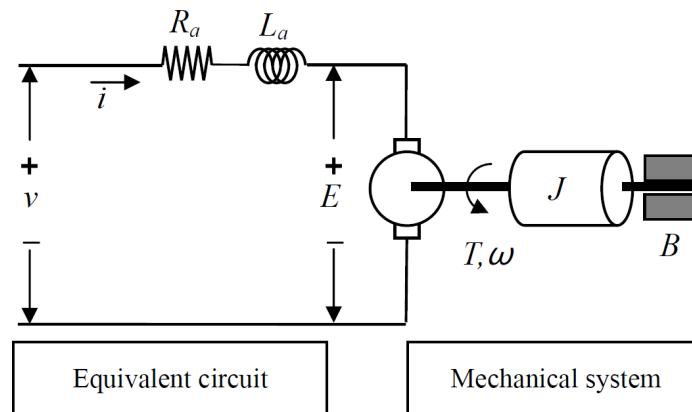 Rₐ
Lₐ
i
+
v
−
+
E
−
J
T, ω
B
Equivalent circuit
Mechanical system